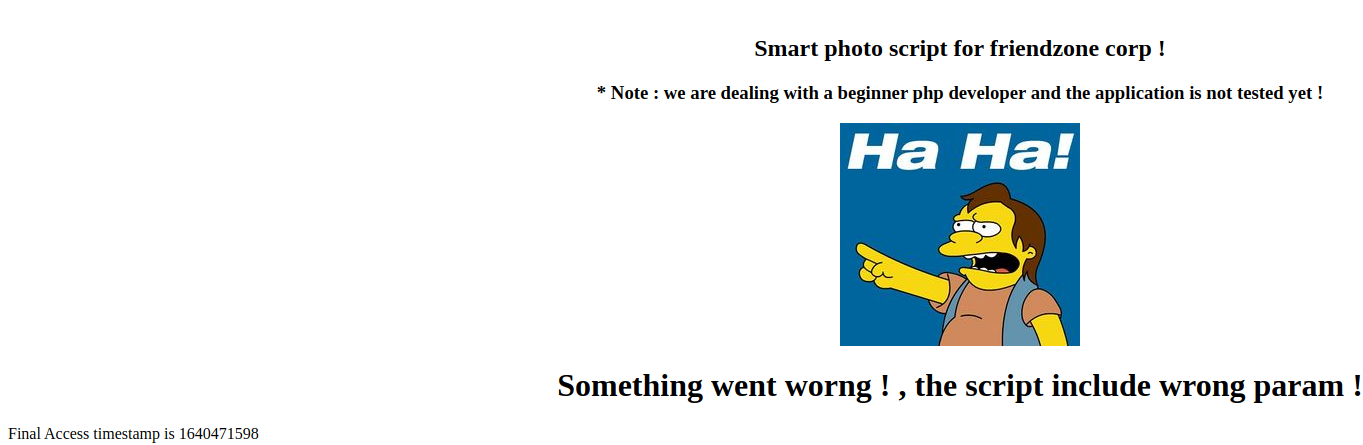 Smart photo script for friendzone corp !
* Note : we are dealing with a beginner php developer and the application is not tested yet !
Ha Ha!
Something went worng ! , the script include wrong param !
Final Access timestamp is 1640471598